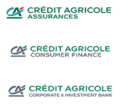 CRÉDIT AGRICOLE
ASSURANCES
CRÉDIT AGRICOLE
CONSUMER FINANCE
CRÉDIT AGRICOLE
CORPORATE & INVESTMENT BANK